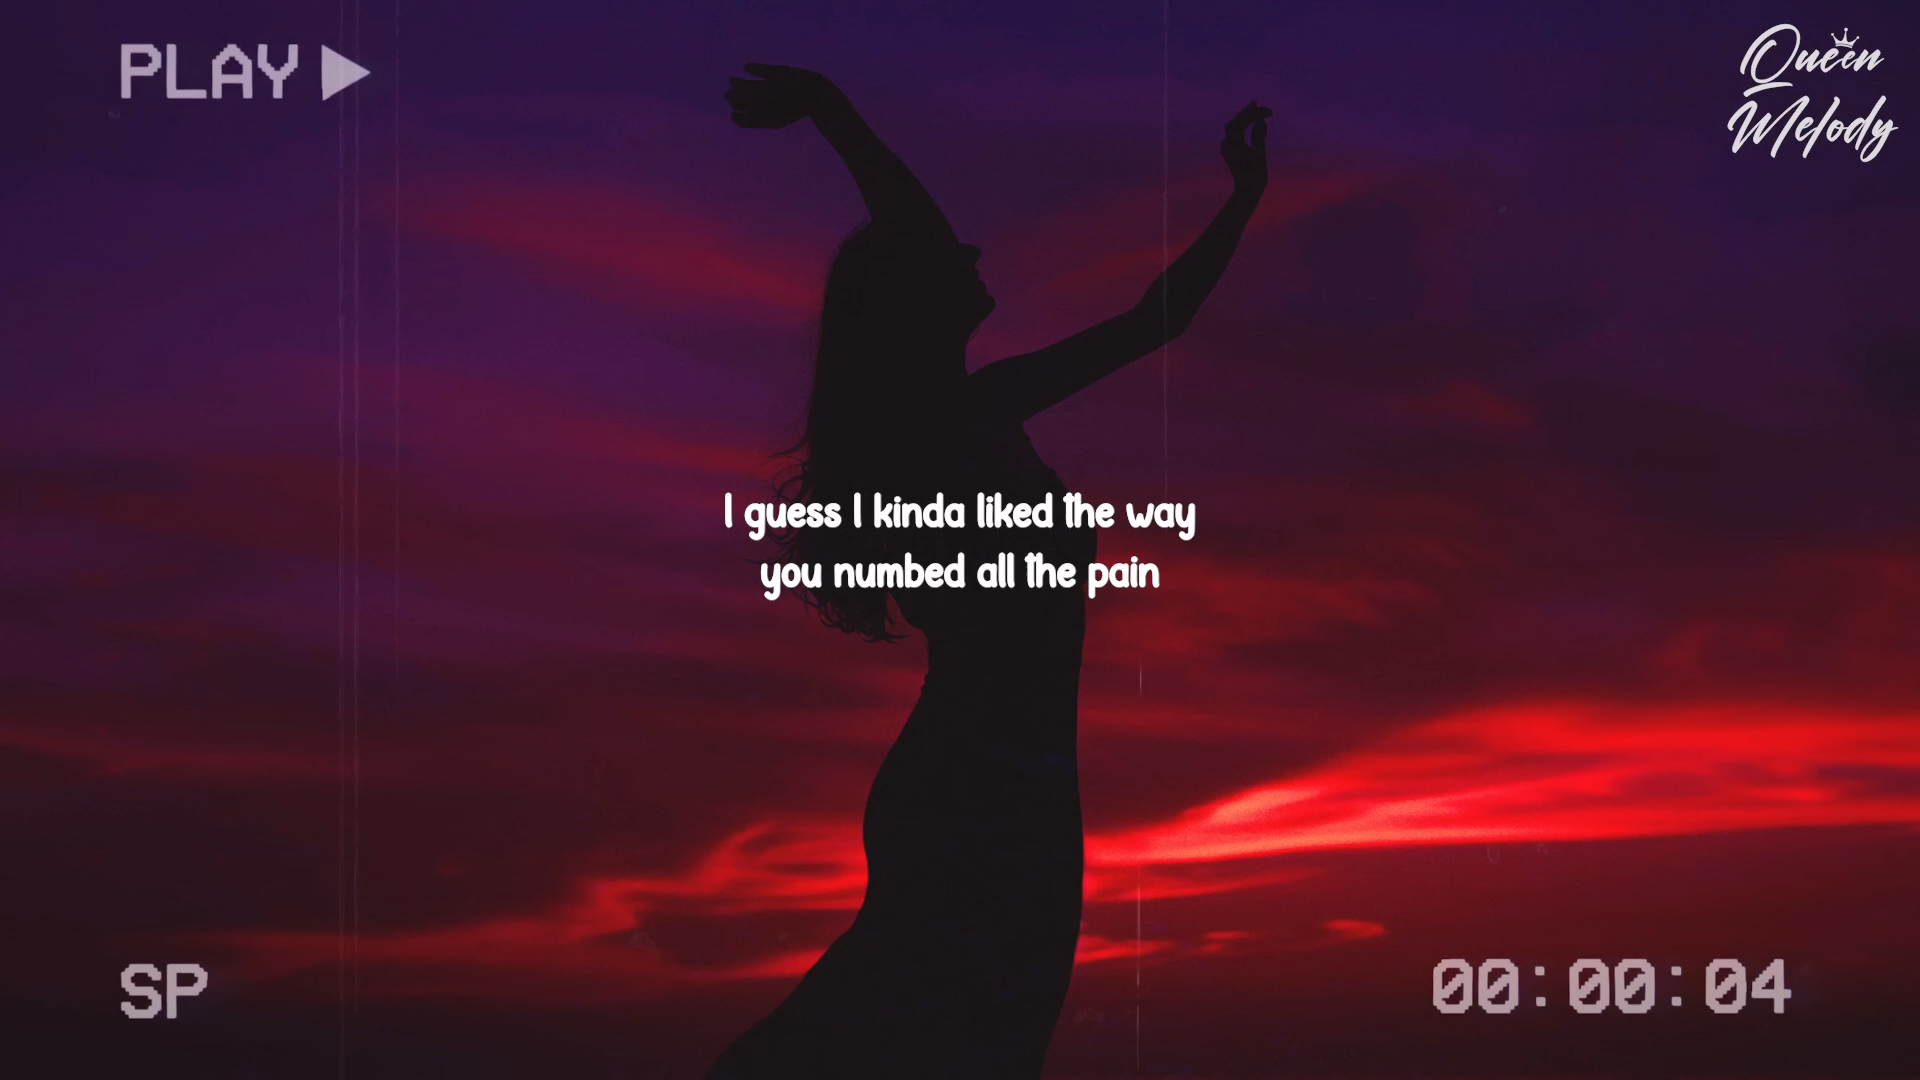 PLAY
Queen
Melody
I guess I kinda liked the way
you numbed all the pain
SP
00:00:04